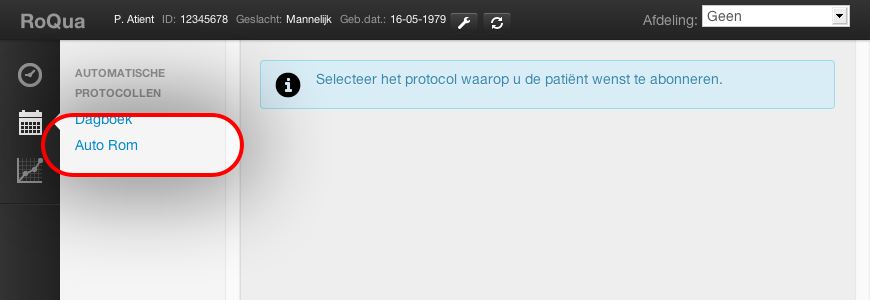 RoQua P. Atient ID: 12345678 Geslacht: Mannelijk Geb.dat.: 16-05-1979 Afdeling: Geen
AUTOMATISCHE
PROTOCOLLEN
Dagboek
Auto Rom
Selecteer het protocol waarop u de patiënt wenst te abonneren.